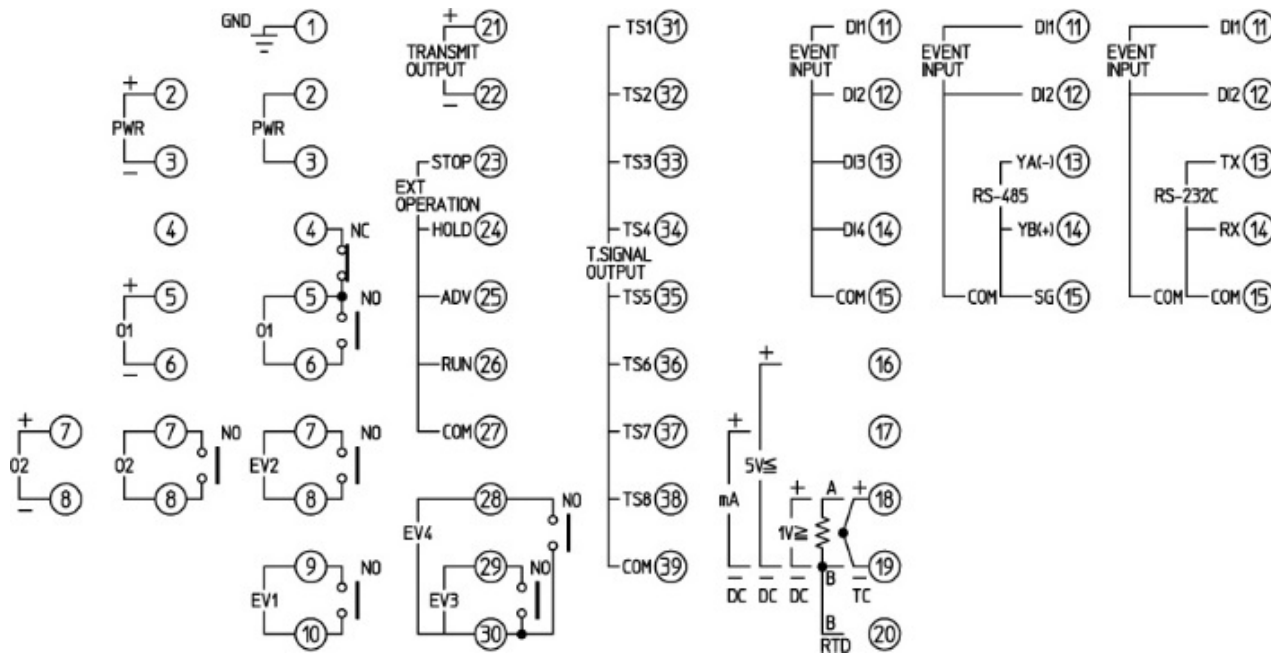 GND 1 + 21 TS1 31 DI1 11 DI1 11 DI1 11
TRANSMIT OUTPUT EVENT INPUT EVENT INPUT EVENT INPUT
+ 2 2 − 22 TS2 32 DI2 12 DI2 12 DI2 12
PWR PWR
− 3 3 STOP 23 TS3 33 DI3 13 YA(-) 13 TX 13
EXT OPERATION RS-485 RS-232C
4 4 NC HOLD 24 TS4 34 DI4 14 YB(+) 14 RX 14
T.SIGNAL OUTPUT
+ 5 5 NO ADV 25 TS5 35 COM 15 COM SG 15 COM COM 15
O1 O1
− 6 6 RUN 26 TS6 36 + 16
+ 7 7 NO 7 NO COM 27 TS7 37 + 17
O2 O2 EV2 5V≦
− 8 8 8 28 NO TS8 38 mA + A + 18
EV4 1V≧
9 NO 29 NO COM 39 − − − B − 19
EV1 EV3 DC DC DC TC
10 30 B 20
RTD